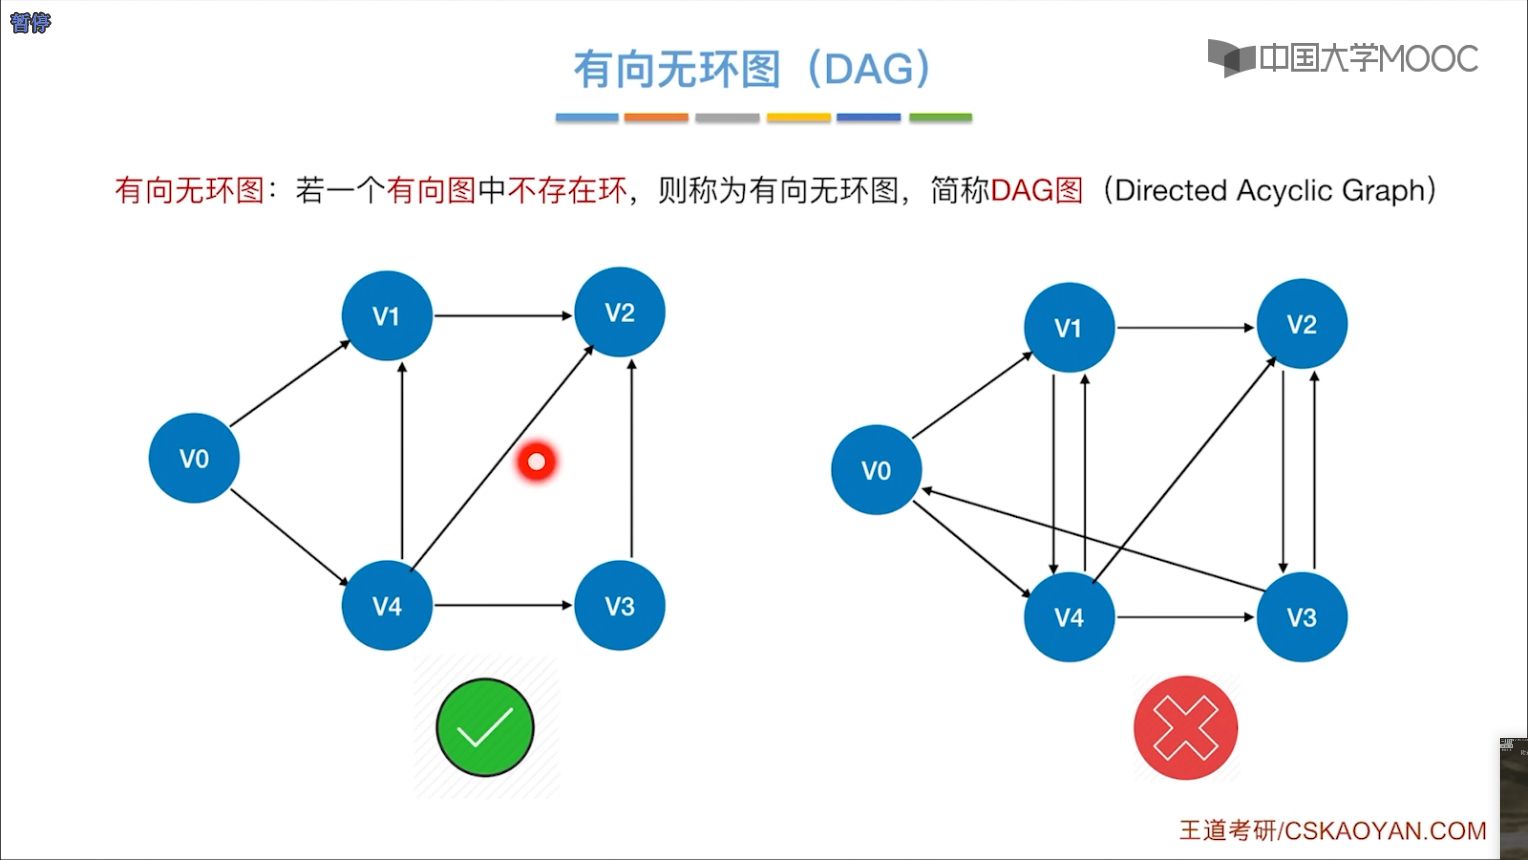 暂停
有向无环图（DAG）
中国大学MOOC
有向无环图：若一个有向图中不存在环，则称为有向无环图，简称DAG图（Directed Acyclic Graph）
V1
V2
V0
V4
V3
V1
V2
V0
V4
V3
王道考研/CSKAOYAN.COM